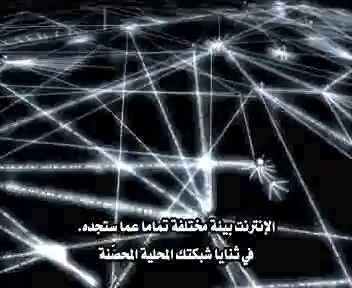 الإنترنت بيئة مختلفة تماما عما ستجده.
في ثنايا شبكتك المحلية المحصّنة